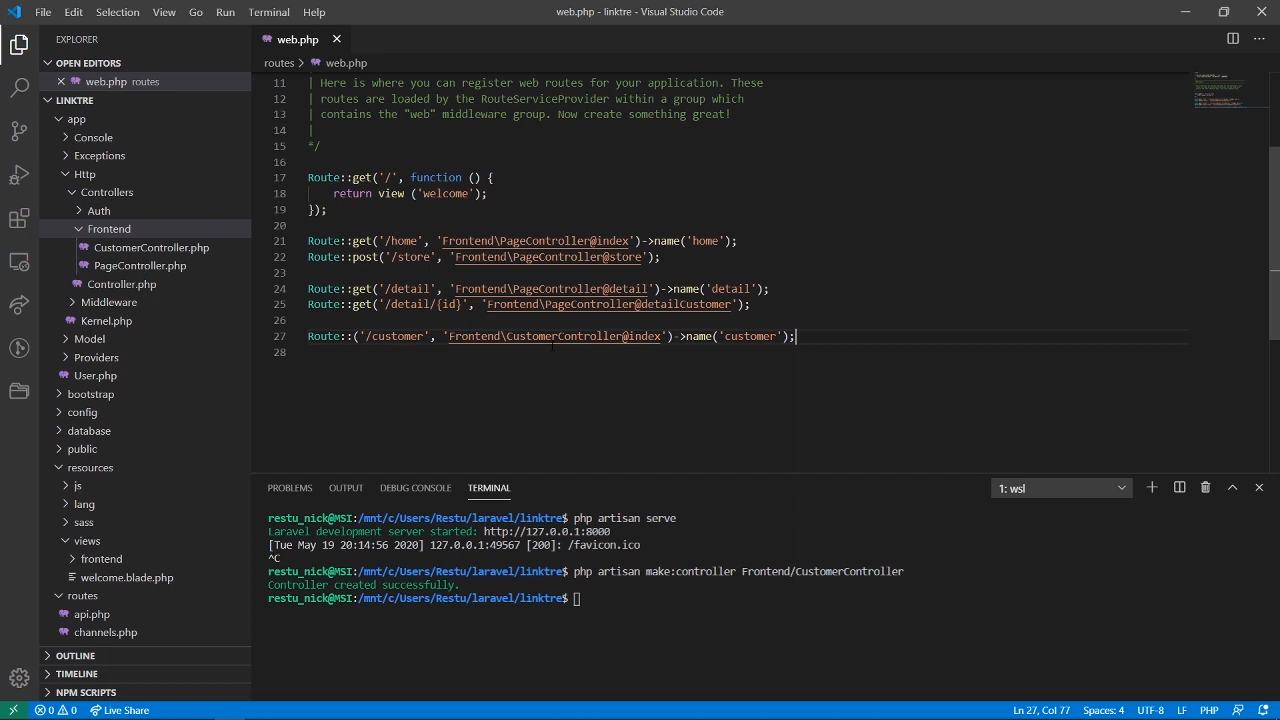 File Edit Selection View Go Run Terminal Help web.php - linktre - Visual Studio Code
EXPLORER
OPEN EDITORS
web.php routes
LINKTRE
app
Console
Exceptions
Http
Controllers
Auth
Frontend
CustomerController.php
PageController.php
Controller.php
Middleware
Kernel.php
Model
Providers
User.php
bootstrap
config
database
public
resources
js
lang
sass
views
frontend
welcome.blade.php
routes
api.php
channels.php
OUTLINE
TIMELINE
NPM SCRIPTS
web.php
routes > web.php
11 | Here is where you can register web routes for your application. These
12 | routes are loaded by the RouteServiceProvider within a group which
13 | contains the "web" middleware group. Now create something great!
14 |
15 */
16
17 Route::get('/', function () {
18 return view ('welcome');
19 });
20
21 Route::get('/home', 'Frontend\PageController@index')->name('home');
22 Route::post('/store', 'Frontend\PageController@store');
23
24 Route::get('/detail', 'Frontend\PageController@detail')->name('detail');
25 Route::get('/detail/{id}', 'Frontend\PageController@detailCustomer');
26
27 Route::('/customer', 'Frontend\CustomerController@index')->name('customer');
28
PROBLEMS OUTPUT DEBUG CONSOLE TERMINAL 1: wsl
restu_nick@MSI:/mnt/c/Users/Restu/laravel/linktre$ php artisan serve
Laravel development server started: http://127.0.0.1:8000
[Tue May 19 20:14:56 2020] 127.0.0.1:49567 [200]: /favicon.ico
^C
restu_nick@MSI:/mnt/c/Users/Restu/laravel/linktre$ php artisan make:controller Frontend/CustomerController
Controller created successfully.
restu_nick@MSI:/mnt/c/Users/Restu/laravel/linktre$
0 0 Live Share Ln 27, Col 77 Spaces: 4 UTF-8 LF PHP